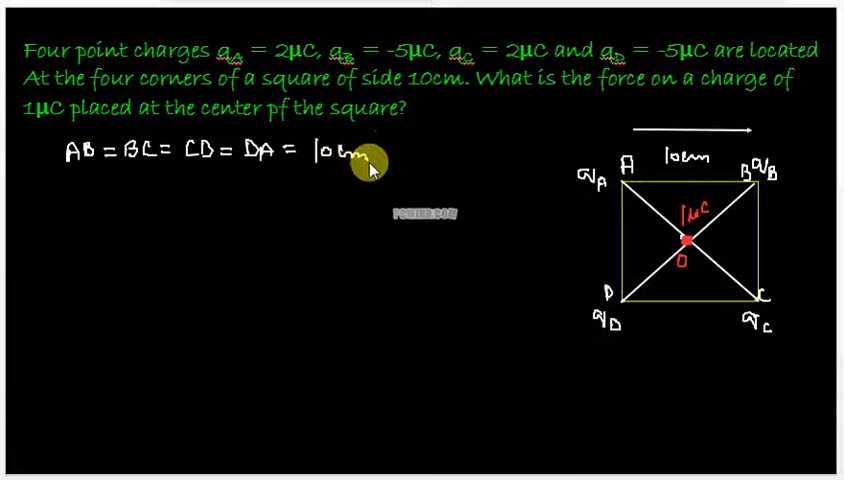 Four point charges qA = 2μC, qB = -5μC, qC = 2μC and qD = -5μC are located
At the four corners of a square of side 10cm. What is the force on a charge of
1μC placed at the center pf the square?
AB = BC = CD = DA = 10cm
10cm
qA A B qB
1μC
O
D C
qD qC